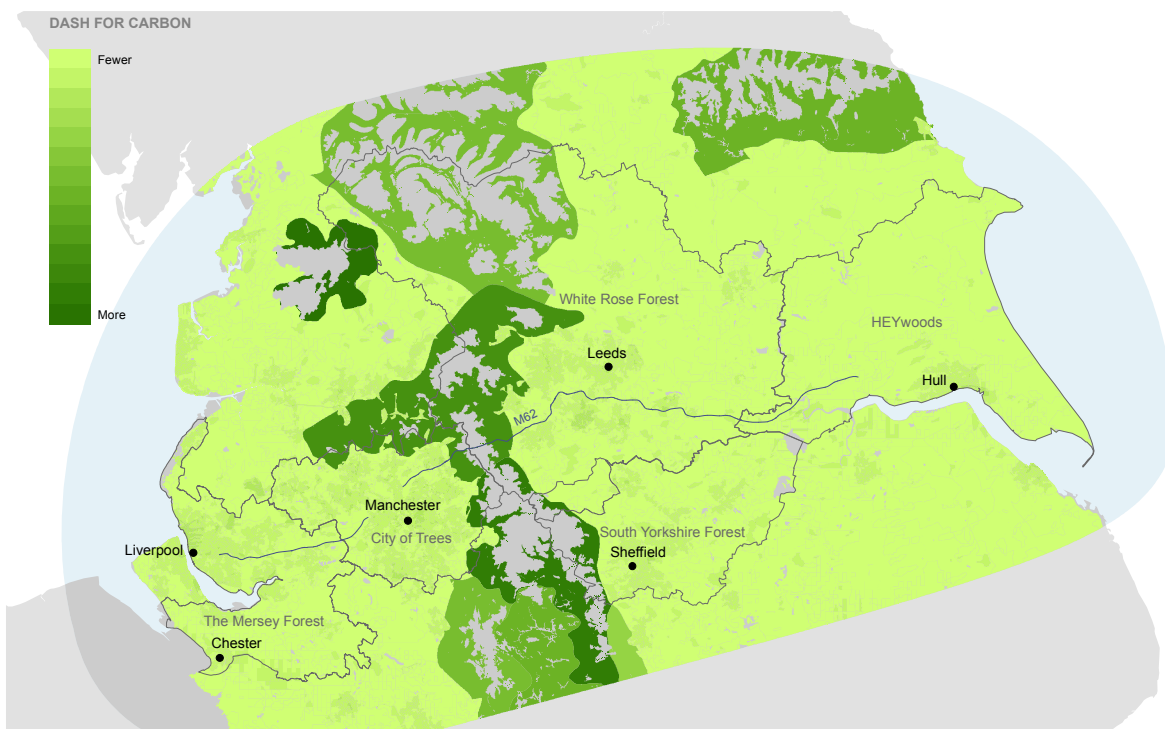 DASH FOR CARBON
Fewer
More
White Rose Forest
HEYwoods
Leeds
Hull
M62
Manchester
City of Trees
South Yorkshire Forest
Liverpool
Sheffield
The Mersey Forest
Chester